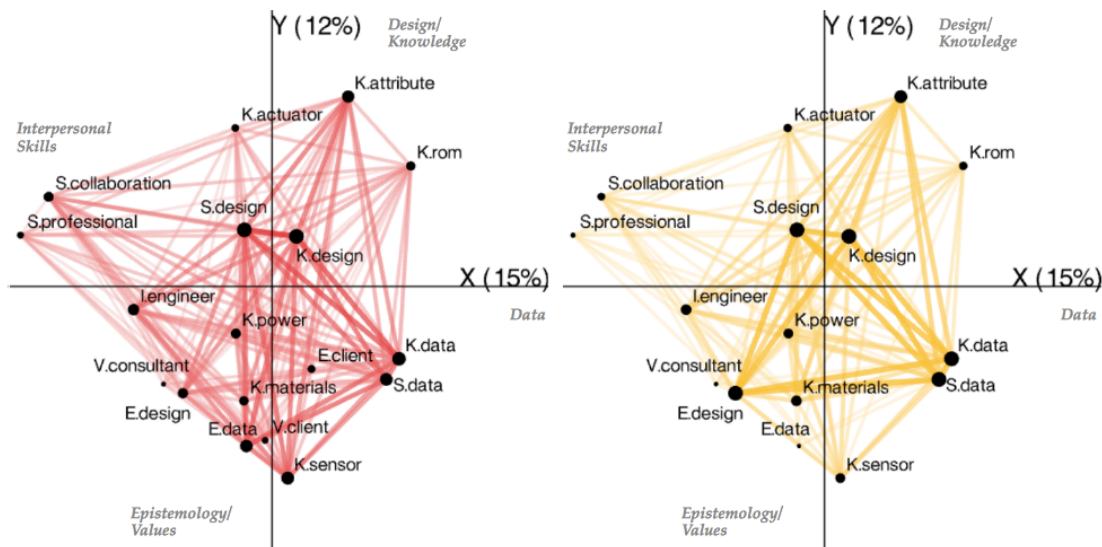 Y (12%)
Design/
Knowledge
K.attribute
K.actuator
Interpersonal
Skills
K.rom
S.collaboration
S.professional
S.design
K.design
X (15%)
Data
I.engineer
K.power
K.data
E.client
V.consultant
S.data
K.materials
E.design
E.data
V.client
K.sensor
Epistemology/
Values
Y (12%)
Design/
Knowledge
K.attribute
K.actuator
Interpersonal
Skills
K.rom
S.collaboration
S.professional
S.design
K.design
X (15%)
Data
I.engineer
K.power
K.data
V.consultant
S.data
K.materials
E.design
E.data
K.sensor
Epistemology/
Values